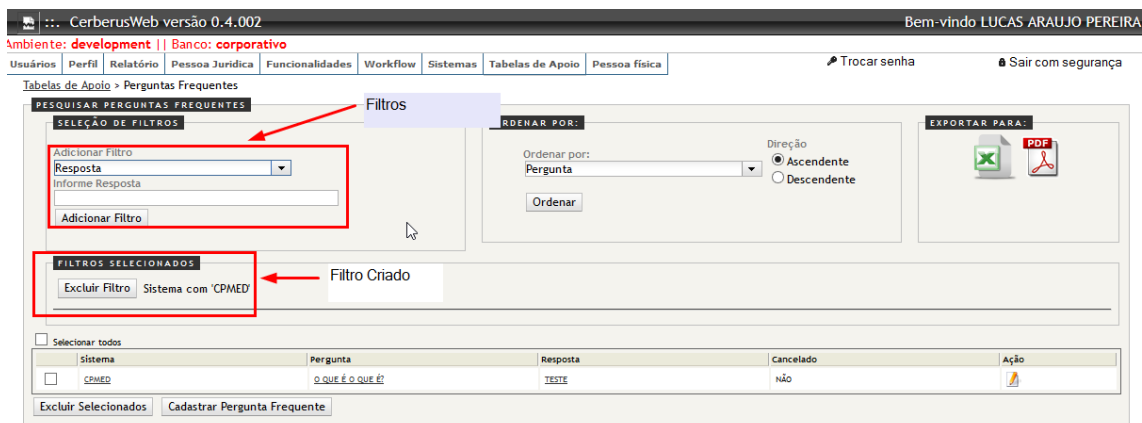 ::. CerberusWeb versão 0.4.002
Bem-vindo LUCAS ARAUJO PEREIRA
Ambiente: development || Banco: corporativo
Usuários Perfil Relatório Pessoa Juridica Funcionalidades Workflow Sistemas Tabelas de Apoio Pessoa física Trocar senha Sair com segurança
Tabelas de Apoio > Perguntas Frequentes
PESQUISAR PERGUNTAS FREQUENTES
Filtros
SELEÇÃO DE FILTROS
Adicionar Filtro
Resposta
Informe Resposta
Adicionar Filtro
RDENAR POR:
Ordenar por:
Pergunta
Direção
Ascendente
Descendente
Ordenar
EXPORTAR PARA:
PDF
FILTROS SELECIONADOS
Filtro Criado
Excluir Filtro Sistema com 'CPMED'
Selecionar todos
Sistema Pergunta Resposta Cancelado Ação
CPMED O QUE É O QUE É? TESTE NÃO
Excluir Selecionados Cadastrar Pergunta Frequente